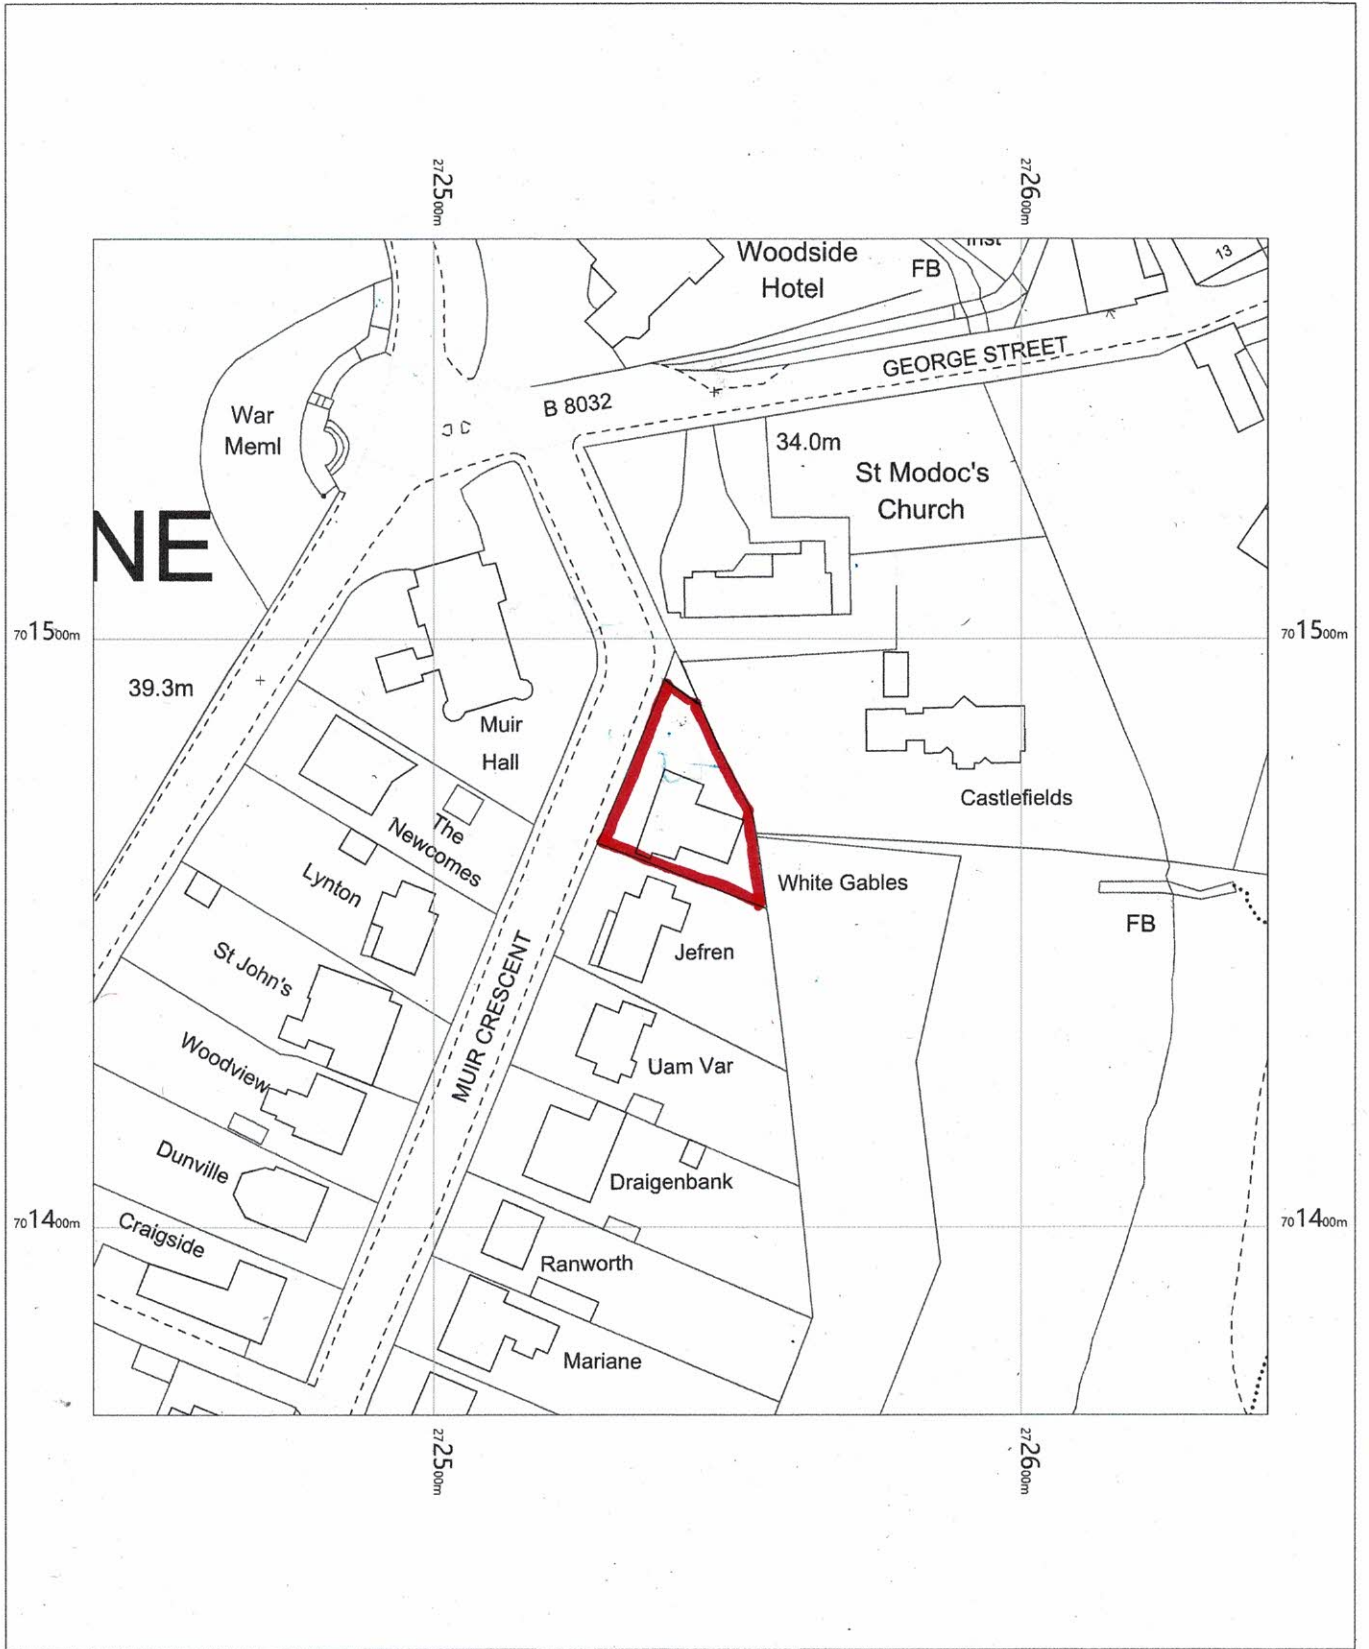 272500m
272600m
Woodside
Hotel
FB
Inst
13
GEORGE STREET
B 8032
War
Meml
34.0m
St Modoc's
Church
NE
701500m
701500m
39.3m
Muir
Hall
The
Newcomes
Castlefields
Lynton
White Gables
FB
Jefren
St John's
MUIR CRESCENT
Uam Var
Woodview
Dunville
Draigenbank
701400m
701400m
Craigside
Ranworth
Mariane
272500m
272600m